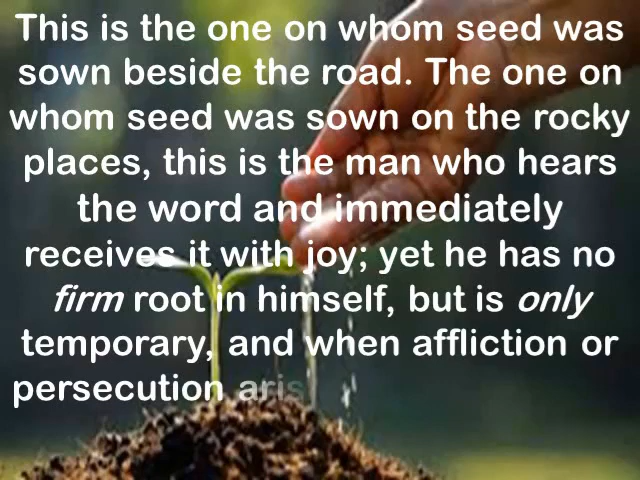 This is the one on whom seed was
sown beside the road. The one on
whom seed was sown on the rocky
places, this is the man who hears
the word and immediately
receives it with joy; yet he has no
firm root in himself, but is only
temporary, and when affliction or
persecution aris